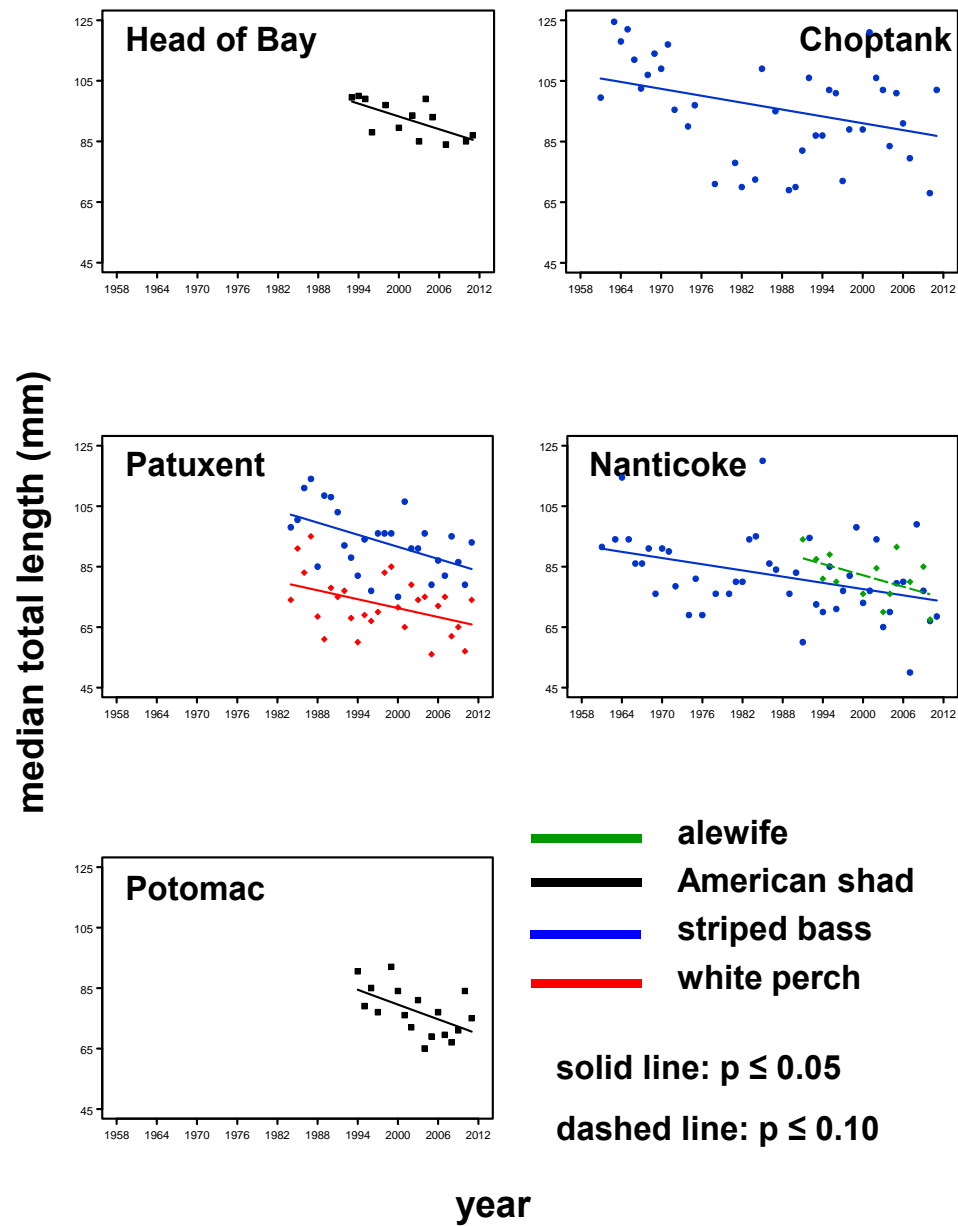 Head of Bay
125
105
85
65
45
1958 1964 1970 1976 1982 1988 1994 2000 2006 2012
Choptank
125
105
85
65
45
1958 1964 1970 1976 1982 1988 1994 2000 2006 2012
median total length (mm)
Patuxent
125
105
85
65
45
1958 1964 1970 1976 1982 1988 1994 2000 2006 2012
Nanticoke
125
105
85
65
45
1958 1964 1970 1976 1982 1988 1994 2000 2006 2012
Potomac
125
105
85
65
45
1958 1964 1970 1976 1982 1988 1994 2000 2006 2012
alewife
American shad
striped bass
white perch
solid line: p ≤ 0.05
dashed line: p ≤ 0.10
year